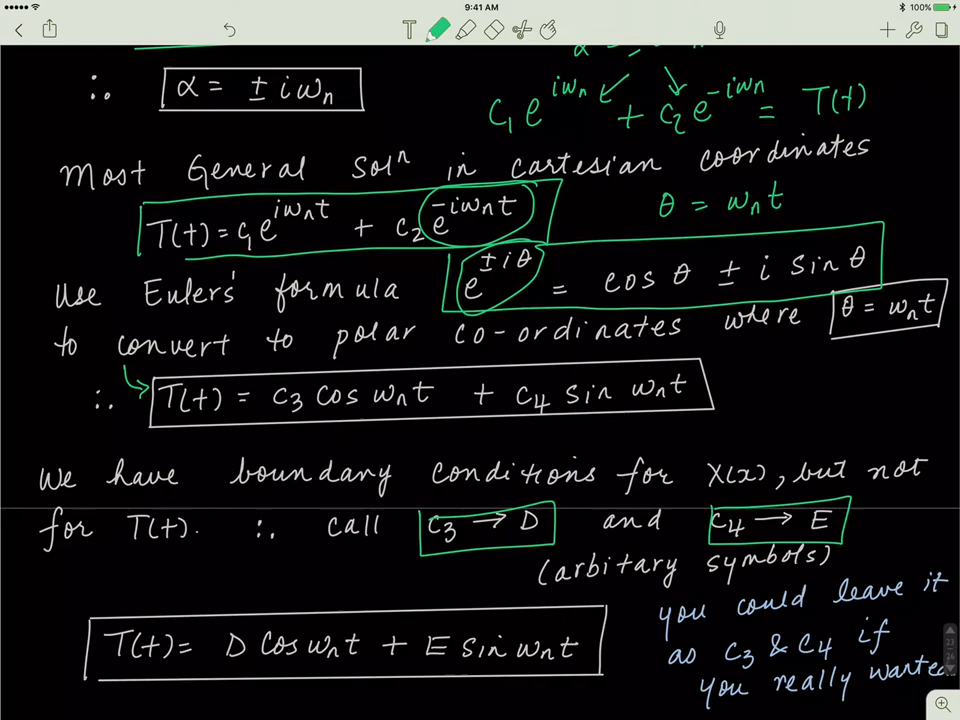 9:41 AM
100%
T
∴ α = ± iωn
c1 e^{iωn t} + c2 e^{-iωn} = T(t)
Most General Solⁿ in cartesian coordinates
θ = ωn t
T(t) = c1 e^{iωn t} + c2 e^{-iωn t}
Use Euler's formula e^{±iθ} = cos θ ± i sin θ
to convert to polar co-ordinates where θ = ωn t
∴ T(t) = c3 cos ωn t + c4 sin ωn t
We have boundary conditions for X(x), but not
for T(t). ∴ call c3 → D and c4 → E
(arbitary symbols)
T(t) = D cos ωn t + E sin ωn t
you could leave it
as c3 & c4 if
you really wanted